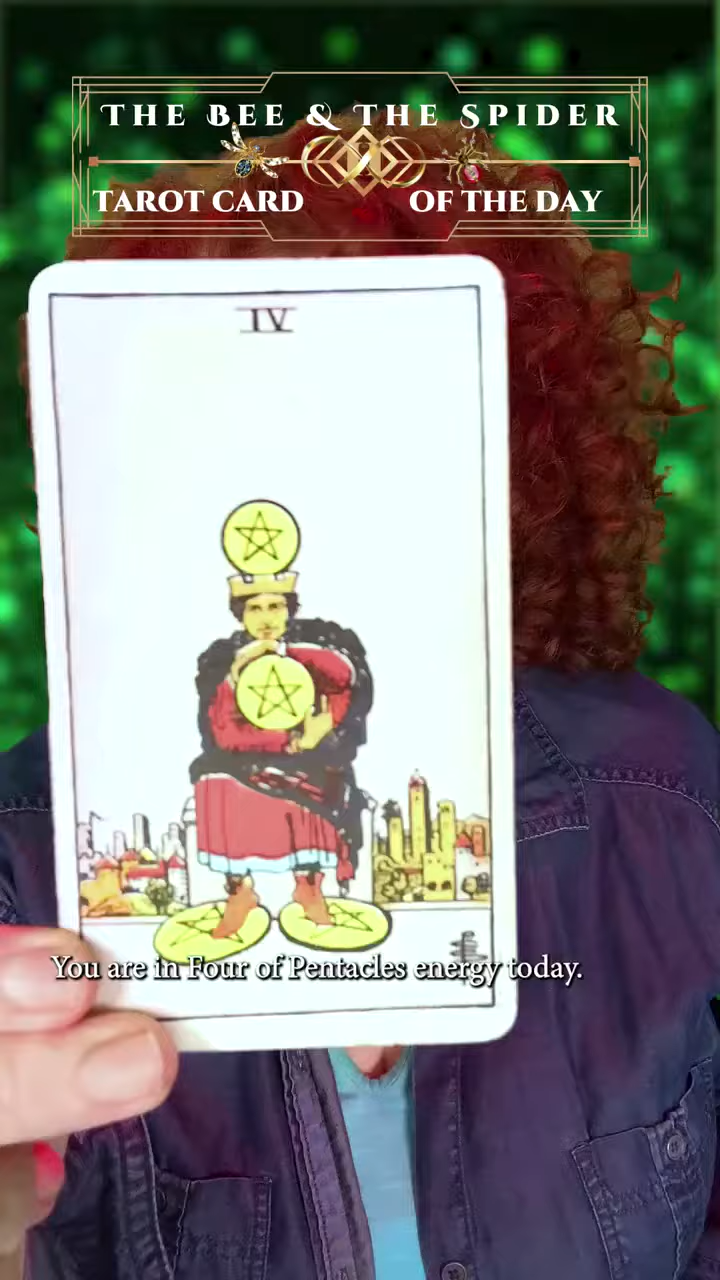 THE BEE & THE SPIDER
TAROT CARD OF THE DAY
IV
You are in Four of Pentacles energy today.